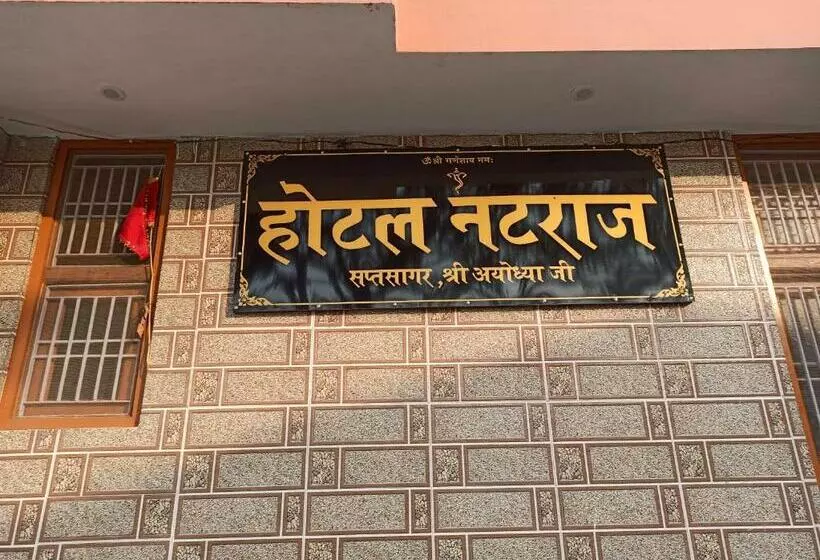 ॐ श्री गणेशाय नमः
होटल नटराज
सप्तसागर, श्री अयोध्या जी